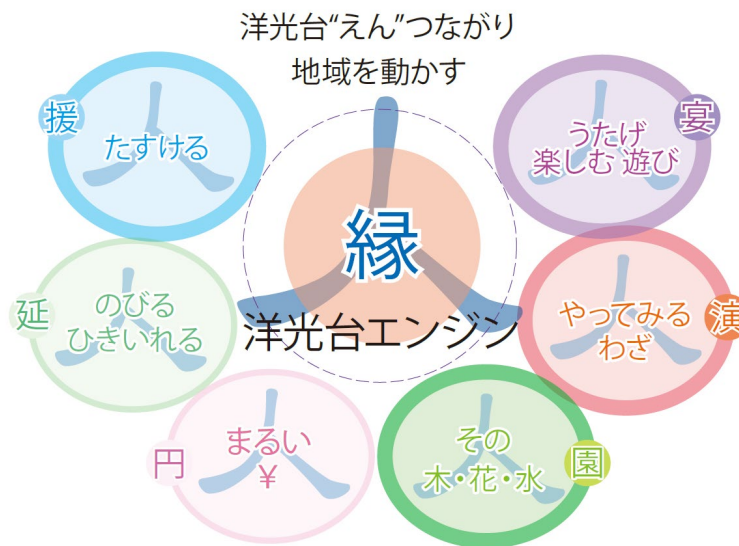 洋光台“えん”つながり
地域を動かす
援
たすける
宴
うたげ
楽しむ 遊び
縁
洋光台エンジン
延
のびる
ひきいれる
演
やってみる
わざ
円
まるい
¥
園
その
木・花・水